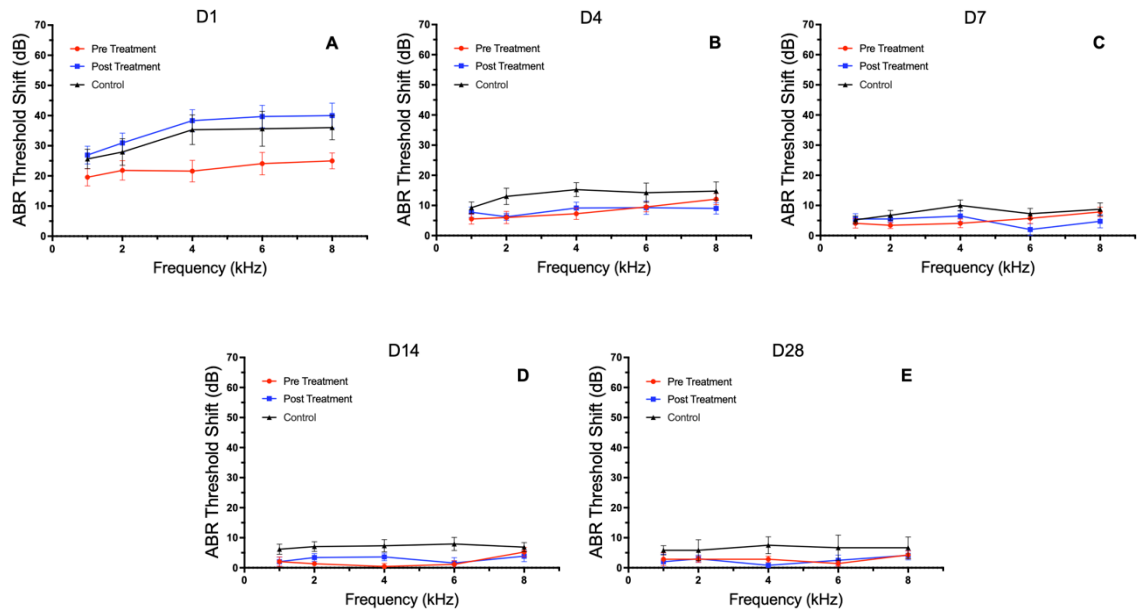 D1
A
Pre Treatment
Post Treatment
Control
ABR Threshold Shift (dB)
70
60
50
40
30
20
10
0
0 2 4 6 8
Frequency (kHz)
D4
B
Pre Treatment
Post Treatment
Control
ABR Threshold Shift (dB)
70
60
50
40
30
20
10
0
0 2 4 6 8
Frequency (kHz)
D7
C
Pre Treatment
Post Treatment
Control
ABR Threshold Shift (dB)
70
60
50
40
30
20
10
0
0 2 4 6 8
Frequency (kHz)
D14
D
Pre Treatment
Post Treatment
Control
ABR Threshold Shift (dB)
70
60
50
40
30
20
10
0
0 2 4 6 8
Frequency (kHz)
D28
E
Pre Treatment
Post Treatment
Control
ABR Threshold Shift (dB)
70
60
50
40
30
20
10
0
0 2 4 6 8
Frequency (kHz)